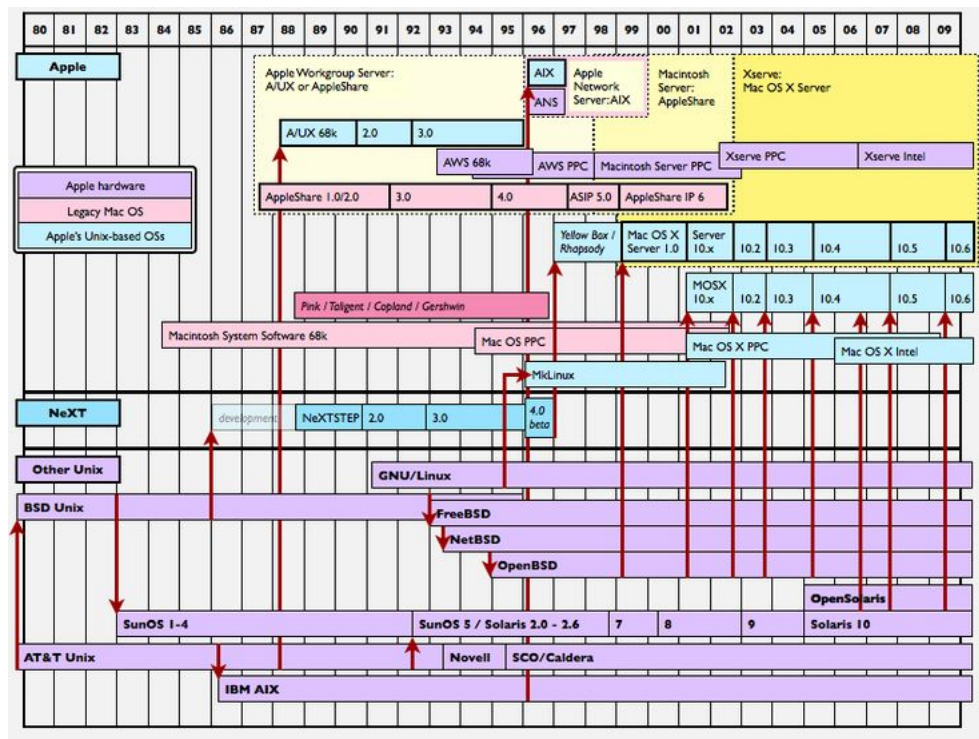 80 81 82 83 84 85 86 87 88 89 90 91 92 93 94 95 96 97 98 99 00 01 02 03 04 05 06 07 08 09
Apple
Apple Workgroup Server:
A/UX or AppleShare
AIX
ANS
Apple
Network
Server:AIX
Macintosh
Server:
AppleShare
Xserve:
Mac OS X Server
A/UX 68k
2.0
3.0
AWS 68k
AWS PPC
Macintosh Server PPC
Xserve PPC
Xserve Intel
Apple hardware
Legacy Mac OS
Apple's Unix-based OSs
AppleShare 1.0/2.0
3.0
4.0
ASIP 5.0
AppleShare IP 6
Yellow Box /
Rhapsody
Mac OS X
Server 1.0
Server
10.x
10.2
10.3
10.4
10.5
10.6
MOSX
10.x
10.2
10.3
10.4
10.5
10.6
Pink / Taligent / Copland / Gershwin
Macintosh System Software 68k
Mac OS PPC
Mac OS X PPC
Mac OS X Intel
MkLinux
NeXT
development
NeXTSTEP
2.0
3.0
4.0
beta
Other Unix
GNU/Linux
BSD Unix
FreeBSD
NetBSD
OpenBSD
OpenSolaris
SunOS 1-4
SunOS 5 / Solaris 2.0 - 2.6
7
8
9
Solaris 10
AT&T Unix
Novell
SCO/Caldera
IBM AIX